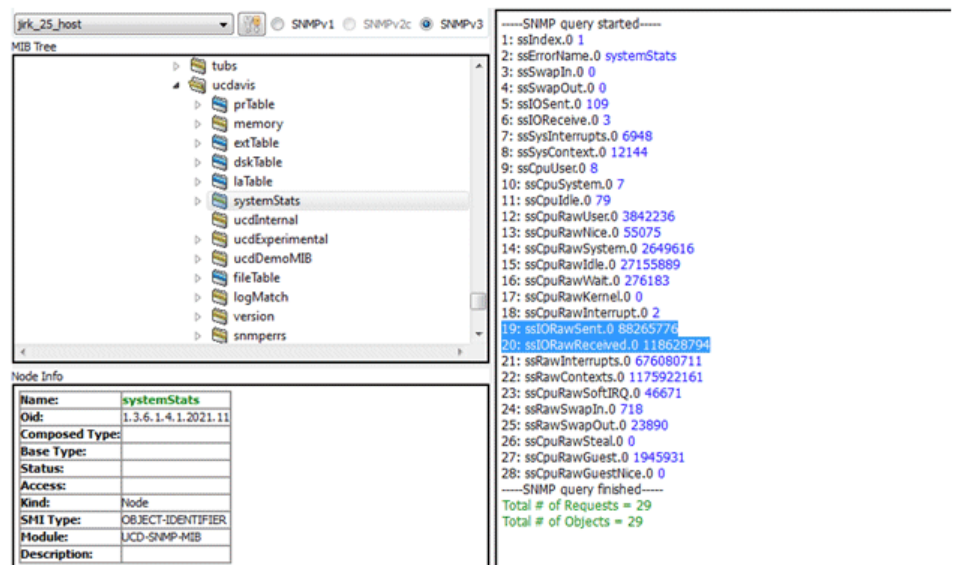 jirk_25_host
SNMPv1 SNMPv2c SNMPv3
MIB Tree
tubs
ucdavis
prTable
memory
extTable
dskTable
laTable
systemStats
ucdInternal
ucdExperimental
ucdDemoMIB
fileTable
logMatch
version
snmperrs
Node Info
Name: systemStats
Oid: 1.3.6.1.4.1.2021.11
Composed Type:
Base Type:
Status:
Access:
Kind: Node
SMI Type: OBJECT-IDENTIFIER
Module: UCD-SNMP-MIB
Description:
-----SNMP query started-----
1: ssIndex.0 1
2: ssErrorName.0 systemStats
3: ssSwapIn.0 0
4: ssSwapOut.0 0
5: ssIOSent.0 109
6: ssIOReceive.0 3
7: ssSysInterrupts.0 6948
8: ssSysContext.0 12144
9: ssCpuUser.0 8
10: ssCpuSystem.0 7
11: ssCpuIdle.0 79
12: ssCpuRawUser.0 3842236
13: ssCpuRawNice.0 55075
14: ssCpuRawSystem.0 2649616
15: ssCpuRawIdle.0 27155889
16: ssCpuRawWait.0 276183
17: ssCpuRawKernel.0 0
18: ssCpuRawInterrupt.0 2
19: ssIORawSent.0 88265776
20: ssIORawReceived.0 118628794
21: ssRawInterrupts.0 676080711
22: ssRawContexts.0 1175922161
23: ssCpuRawSoftIRQ.0 46671
24: ssRawSwapIn.0 718
25: ssRawSwapOut.0 23890
26: ssCpuRawSteal.0 0
27: ssCpuRawGuest.0 1945931
28: ssCpuRawGuestNice.0 0
-----SNMP query finished-----
Total # of Requests = 29
Total # of Objects = 29